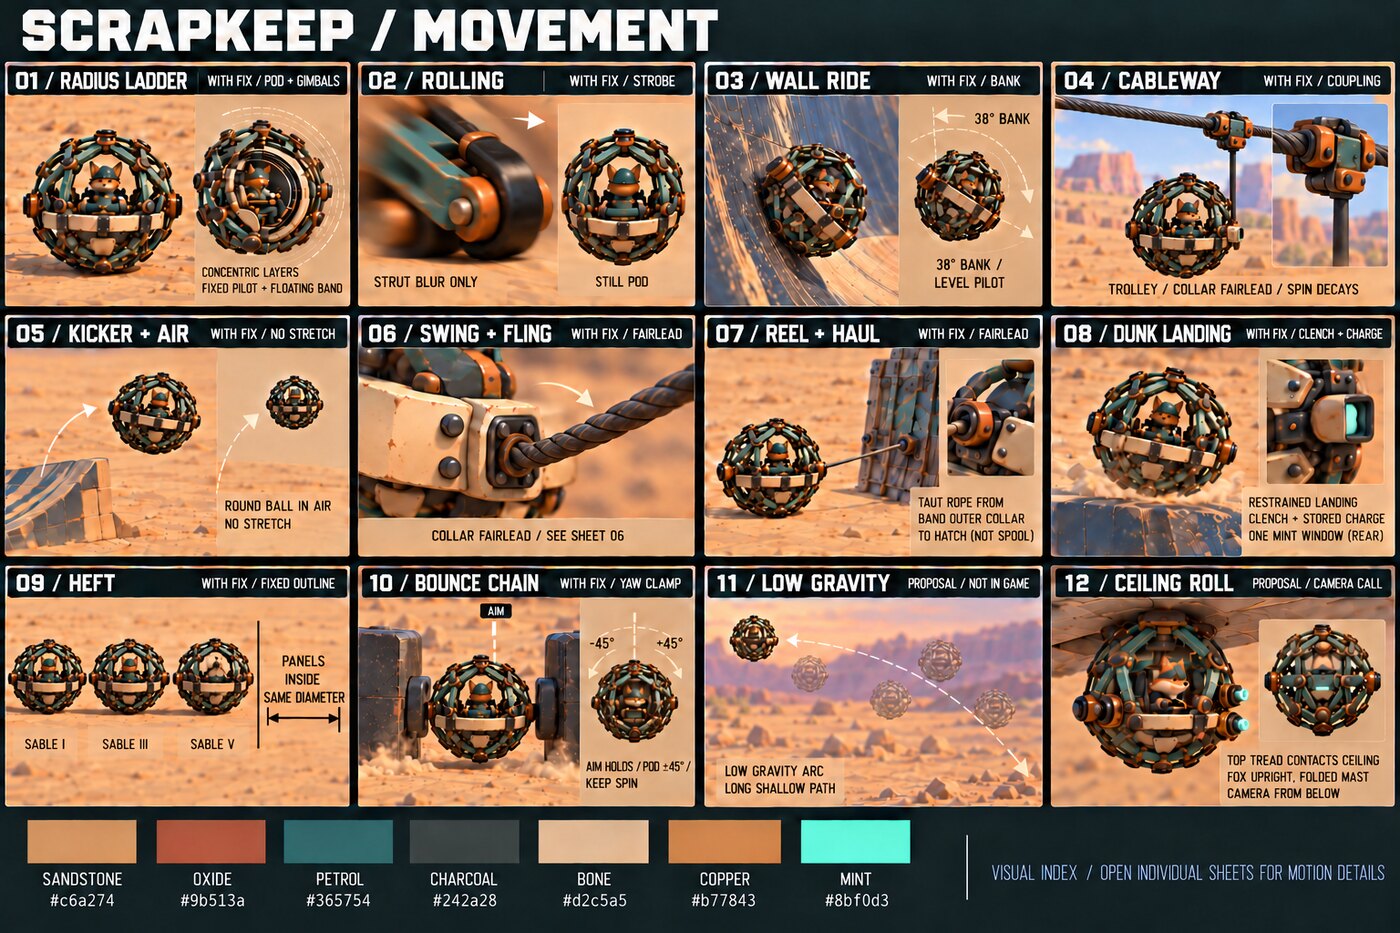 SCRAPKEEP / MOVEMENT
01 / RADIUS LADDER
WITH FIX / POD + GIMBALS
CONCENTRIC LAYERS
FIXED PILOT + FLOATING BAND
02 / ROLLING
WITH FIX / STROBE
STRUT BLUR ONLY
STILL POD
03 / WALL RIDE
WITH FIX / BANK
38° BANK
38° BANK /
LEVEL PILOT
04 / CABLEWAY
WITH FIX / COUPLING
TROLLEY / COLLAR FAIRLEAD / SPIN DECAYS
05 / KICKER + AIR
WITH FIX / NO STRETCH
ROUND BALL IN AIR
NO STRETCH
06 / SWING + FLING
WITH FIX / FAIRLEAD
COLLAR FAIRLEAD / SEE SHEET 06
07 / REEL + HAUL
WITH FIX / FAIRLEAD
TAUT ROPE FROM
BAND OUTER COLLAR
TO HATCH (NOT SPOOL)
08 / DUNK LANDING
WITH FIX / CLENCH + CHARGE
RESTRAINED LANDING
CLENCH + STORED CHARGE
ONE MINT WINDOW (REAR)
09 / HEFT
WITH FIX / FIXED OUTLINE
PANELS
INSIDE
SAME DIAMETER
SABLE I
SABLE III
SABLE V
10 / BOUNCE CHAIN
WITH FIX / YAW CLAMP
AIM
-45°
+45°
AIM HOLDS / POD ±45° /
KEEP SPIN
11 / LOW GRAVITY
PROPOSAL / NOT IN GAME
LOW GRAVITY ARC
LONG SHALLOW PATH
12 / CEILING ROLL
PROPOSAL / CAMERA CALL
TOP TREAD CONTACTS CEILING
FOX UPRIGHT, FOLDED MAST
CAMERA FROM BELOW
SANDSTONE
#c6a274
OXIDE
#9b513a
PETROL
#365754
CHARCOAL
#242a28
BONE
#d2c5a5
COPPER
#b77843
MINT
#8bf0d3
VISUAL INDEX / OPEN INDIVIDUAL SHEETS FOR MOTION DETAILS